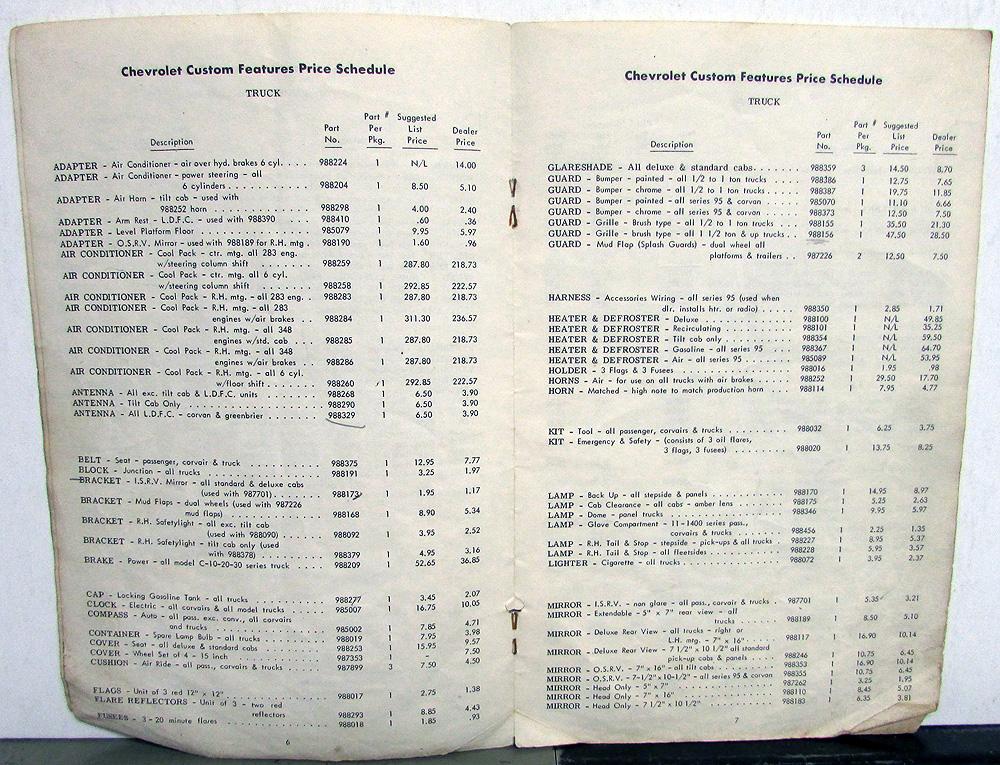 Chevrolet Custom Features Price Schedule
TRUCK
Part # Suggested
Part Per List Dealer
Description No. Pkg. Price Price
ADAPTER - Air Conditioner - air over hyd. brakes 6 cyl. . . . . 988224 1 N/L 14.00
ADAPTER - Air Conditioner - power steering - all
6 cylinders . . . . . . . . . . . . 988204 1 8.50 5.10
ADAPTER - Air Horn - tilt cab - used with
988252 horn . . . . . . . . . . . . 988298 1 4.00 2.40
ADAPTER - Arm Rest - L.D.F.C. - used with 988390 . . . . 988410 1 .60 .36
ADAPTER - Level Platform Floor . . . . . . . . . . . . 985079 1 9.95 5.97
ADAPTER - O.S.R.V. Mirror - used with 988189 for R.H. mtg . 988190 1 1.60 .96
AIR CONDITIONER - Cool Pack - ctr. mtg. all 283 eng.
w/steering column shift . . . . . . . 988259 1 287.80 218.73
AIR CONDITIONER - Cool Pack - ctr. mtg. all 6 cyl.
w/steering column shift . . . . . . . 988258 1 292.85 222.57
AIR CONDITIONER - Cool Pack - R.H. mtg. - all 283 eng. . 988283 1 287.80 218.73
AIR CONDITIONER - Cool Pack - R.H. mtg. - all 283
engines w/air brakes . . . . 988284 1 311.30 236.57
AIR CONDITIONER - Cool Pack - R.H. mtg. - all 348
engines w/std. cab . . . . 988285 1 287.80 218.73
AIR CONDITIONER - Cool Pack - R.H. mtg. - all 348
engines w/air brakes . . . . 988286 1 287.80 218.73
AIR CONDITIONER - Cool Pack - R.H. mtg. - all 6 cyl.
w/floor shift . . . . . . . 988260 1 292.85 222.57
ANTENNA - All exc. tilt cab & L.D.F.C. units . . . . . . 988268 1 6.50 3.90
ANTENNA - Tilt Cab Only . . . . . . . . . . . . 988290 1 6.50 3.90
ANTENNA - All L.D.F.C. - corvan & greenbrier . . . . . . . 988329 1 6.50 3.90
BELT - Seat - passenger, corvair & truck . . . . . . . . . . 988375 1 12.95 7.77
BLOCK - Junction - all trucks . . . . . . . . . . . . 988191 1 3.25 1.97
BRACKET - I.S.R.V. Mirror - all standard & deluxe cabs
(used with 987701) . . . . . . . . . 988173 1 1.95 1.17
BRACKET - Mud Flaps - dual wheels (used with 987226
mud flaps) . . . . . . . . . . . 988168 1 8.90 5.34
BRACKET - R.H. Safetylight - all exc. tilt cab
(used with 988090) . . . . . . . . 988092 1 3.95 2.52
BRACKET - R.H. Safetylight - tilt cab only (used
with 988378) . . . . . . . . . 988379 1 4.95 3.16
BRAKE - Power - all model C-10-20-30 series truck . . . . 988209 1 52.65 36.85
CAP - Locking Gasoline Tank - all trucks . . . . . . . . . 988277 1 3.45 2.07
CLOCK - Electric - all corvairs & all model trucks . . . . . . 985007 1 16.75 10.05
COMPASS - Auto - all pass. exc. conv., all corvairs
and trucks . . . . . . . . . . . . 985002 1 7.85 4.71
CONTAINER - Spare Lamp Bulb - all trucks . . . . . . . . 988019 1 7.95 3.98
COVER - Seat - all deluxe & standard cabs . . . . . . . 988253 1 15.95 9.57
COVER - Wheel Set of 4 - 15 inch . . . . . . . . . . 987353 1 7.50
CUSHION - Air Ride - all pass., corvairs & trucks . . . . . 987899 3 7.50 4.50
FLAGS - Unit of 3 red 12" x 12" . . . . . . . . . . . 988017 1 2.75 1.38
FLARE REFLECTORS - Unit of 3 - two red
reflectors 988293 1 8.85 4.43
FUSEES - 3 - 20 minute flares . . . . . . . . . . 988018 1 1.85 .93
6
Chevrolet Custom Features Price Schedule
TRUCK
Part # Suggested
Part Per List Dealer
Description No. Pkg. Price Price
GLARESHADE - All deluxe & standard cabs. . . . . . . . . 988359 3 14.50 8.70
GUARD - Bumper - painted - all 1/2 to 1 ton trucks . . . . . 988386 1 12.75 7.65
GUARD - Bumper - chrome - all 1/2 to 1 ton trucks . . . . . 988387 1 19.75 11.85
GUARD - Bumper - painted - all series 95 & corvan . . . . 985070 1 11.10 6.66
GUARD - Bumper - chrome - all series 95 & corvan . . . . 988373 1 12.50 7.50
GUARD - Grille - Brush type - all 1/2 to 1 ton trucks . . . . 988155 1 35.50 21.30
GUARD - Grille - brush type - all 1 1/2 ton & up trucks. . . 988156 1 47.50 28.50
GUARD - Mud Flap (Splash Guards) - dual wheel all
platforms & trailers . . 987226 2 12.50 7.50
HARNESS - Accessories Wiring - all series 95 (used when
dlr. installs htr. or radio) . . . . . 988350 1 2.85 1.71
HEATER & DEFROSTER - Deluxe . . . . . . . . . . . 988100 1 N/L 49.85
HEATER & DEFROSTER - Recirculating . . . . . . . . 988101 1 N/L 35.25
HEATER & DEFROSTER - Tilt cab only . . . . . . . . . 988354 1 N/L 59.50
HEATER & DEFROSTER - Gasoline - all series 95 . . . . 988367 1 N/L 64.70
HEATER & DEFROSTER - Air - all series 95 . . . . . . . 985089 1 N/L 53.95
HOLDER - 3 Flags & 3 Fusees . . . . . . . . . . . . 988016 1 1.95 .98
HORNS - Air - for use on all trucks with air brakes . . . . . . 988252 1 29.50 17.70
HORN - Matched - high note to match production horn . . . . 988114 1 7.95 4.77
KIT - Tool - all passenger, corvairs & trucks . . . . . . . . . 988032 1 6.25 3.75
KIT - Emergency & Safety - (consists of 3 oil flares,
3 flags, 3 fusees) . . . . . . . . 988020 1 13.75 8.25
LAMP - Back Up - all stepside & panels . . . . . . . . . . 988170 1 14.95 8.97
LAMP - Cab Clearance - all cabs - amber lens . . . . . . . 988175 1 5.25 2.63
LAMP - Dome - panel trucks . . . . . . . . . . . 988346 1 9.95 5.97
LAMP - Glove Compartment - 11-1400 series pass.,
corvairs & trucks . . . . . . 988456 1 2.25 1.35
LAMP - R.H. Tail & Stop - stepside - pick-ups & all trucks . . 988227 1 8.95 5.37
LAMP - R.H. Tail & Stop - all fleetsides . . . . . . . . 988228 1 5.95 3.57
LIGHTER - Cigarette - all trucks. . . . . . . . . . . . . 988072 1 3.95 2.37
MIRROR - I.S.R.V. - non glare - all pass., corvair & trucks . . 987701 1 5.35 3.21
MIRROR - Extendable - 5" x 7" rear view - all
trucks . . . . . . . 988189 1 8.50 5.10
MIRROR - Deluxe Rear View - all trucks - right or
L.H. mtg. - 7" x 16" . . . . . . 988117 1 16.90 10.14
MIRROR - Deluxe Rear View - 7 1/2" x 10 1/2" all standard
pick-up cabs & panels . . . . . . 988246 1 10.75 6.45
MIRROR - O.S.R.V. - 7" x 16" - all tilt cabs . . . . . . . 988353 1 16.90 10.14
MIRROR - O.S.R.V. - 7-1/2" x 10-1/2" - all series 95 & corvan 988355 1 10.75 6.45
MIRROR - Head Only - 5" x 7" . . . . . . . . . . . 987262 1 3.25 1.95
MIRROR - Head Only - 7" x 16" . . . . . . . . . . . 988110 1 8.45 5.07
MIRROR - Head Only - 7 1/2" x 10 1/2" . . . . . . . . 988183 1 6.35 3.81
7